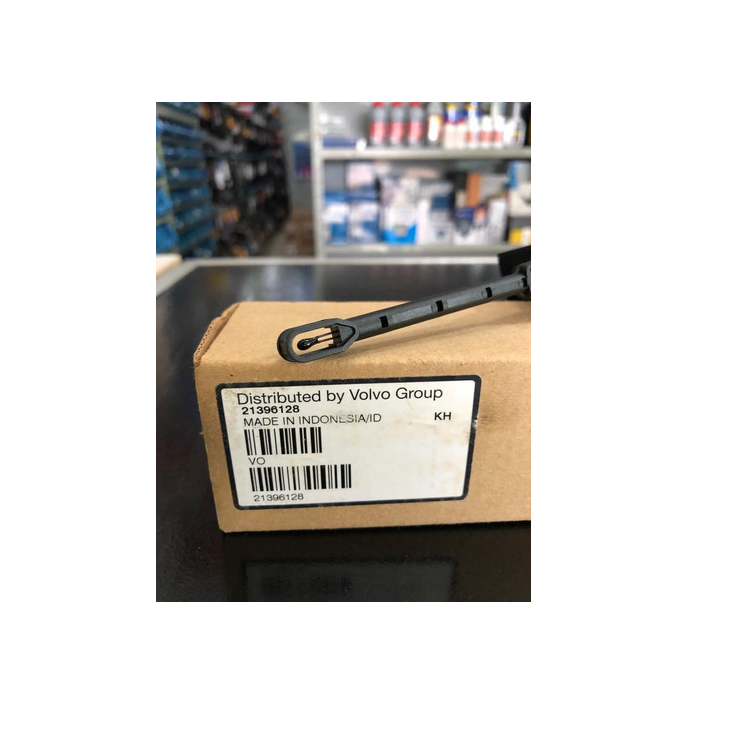 Distributed by Volvo Group
21396128
MADE IN INDONESIA/ID KH
VO
21396128